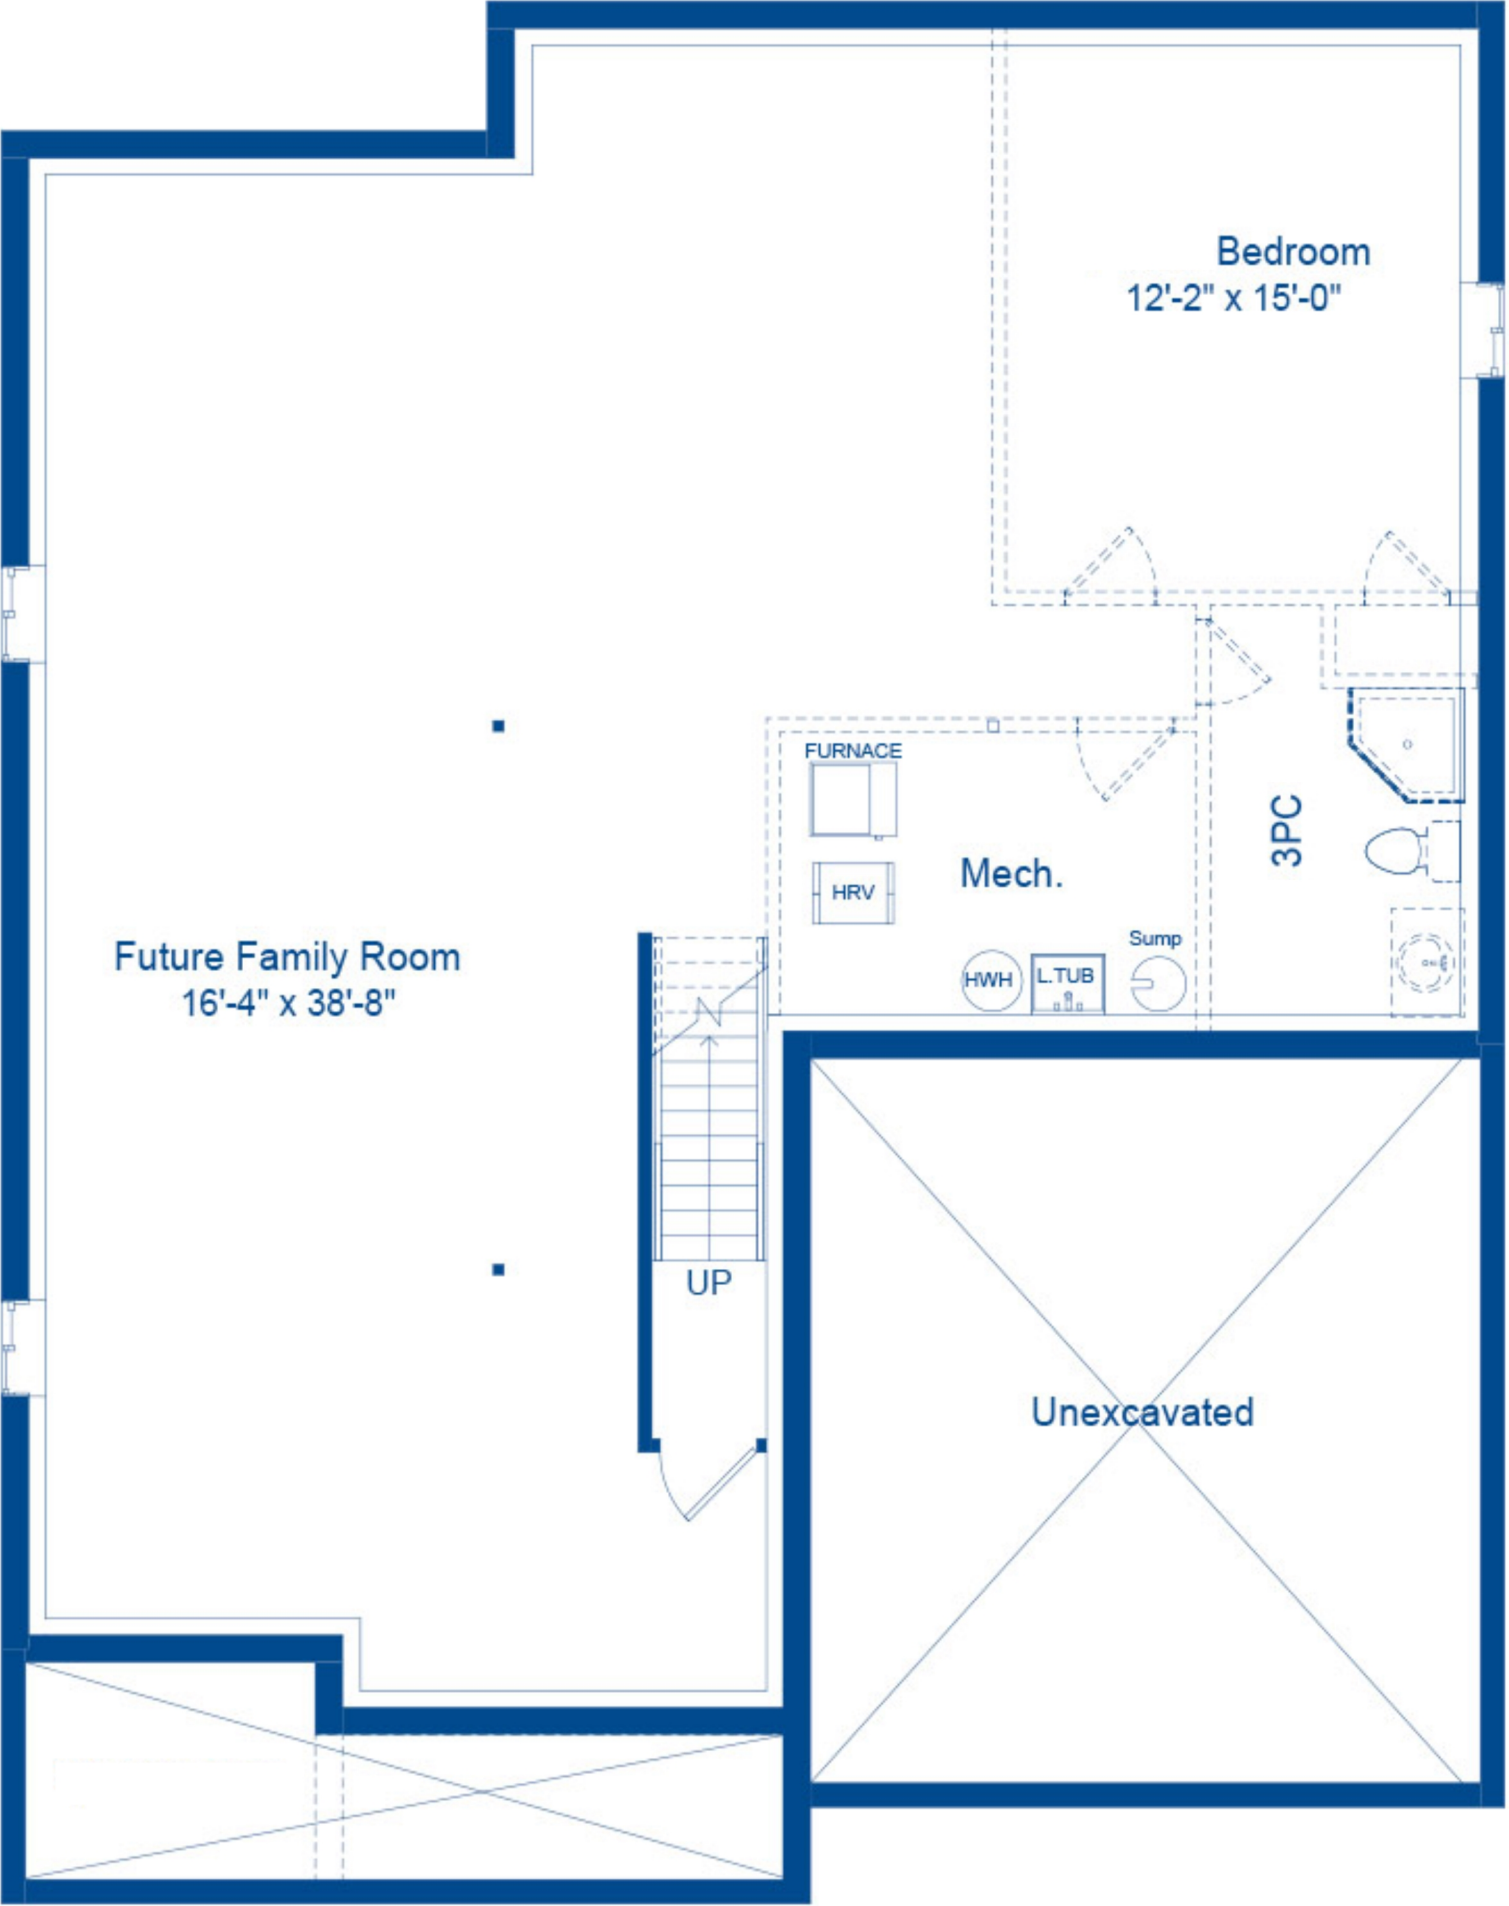 Bedroom
12'-2" x 15'-0"
FURNACE
HRV
Mech.
3PC
Sump
HWH
L.TUB
Future Family Room
16'-4" x 38'-8"
UP
Unexcavated